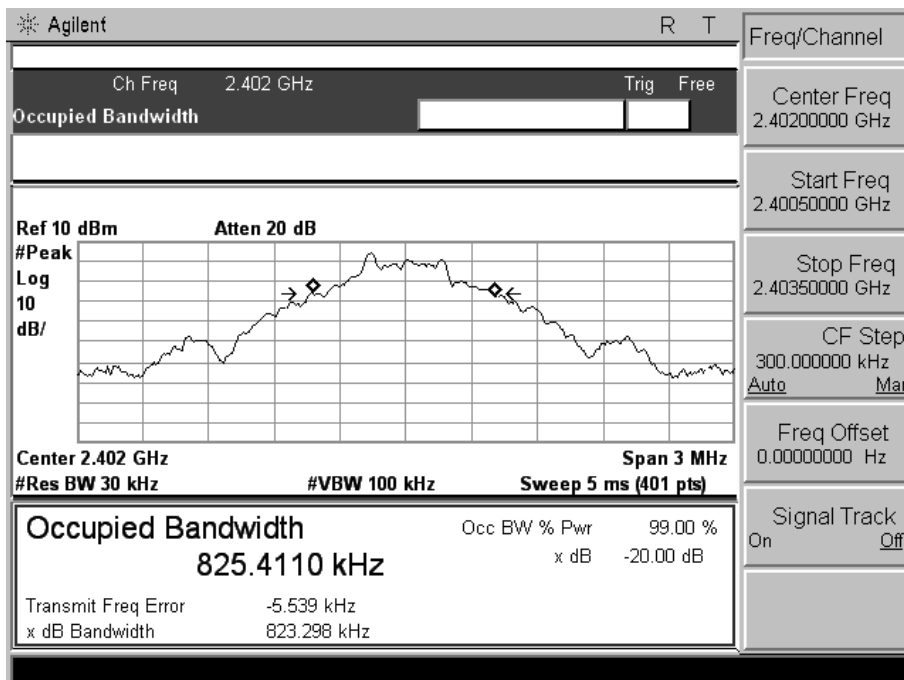 Agilent R T
Ch Freq 2.402 GHz Trig Free
Occupied Bandwidth
Ref 10 dBm Atten 20 dB
#Peak
Log
10
dB/
Center 2.402 GHz Span 3 MHz
#Res BW 30 kHz #VBW 100 kHz Sweep 5 ms (401 pts)
Occupied Bandwidth
825.4110 kHz
Occ BW % Pwr 99.00 %
x dB -20.00 dB
Transmit Freq Error -5.539 kHz
x dB Bandwidth 823.298 kHz
Freq/Channel
Center Freq
2.40200000 GHz
Start Freq
2.40050000 GHz
Stop Freq
2.40350000 GHz
CF Step
300.000000 kHz
Auto Man
Freq Offset
0.00000000 Hz
Signal Track
On Off